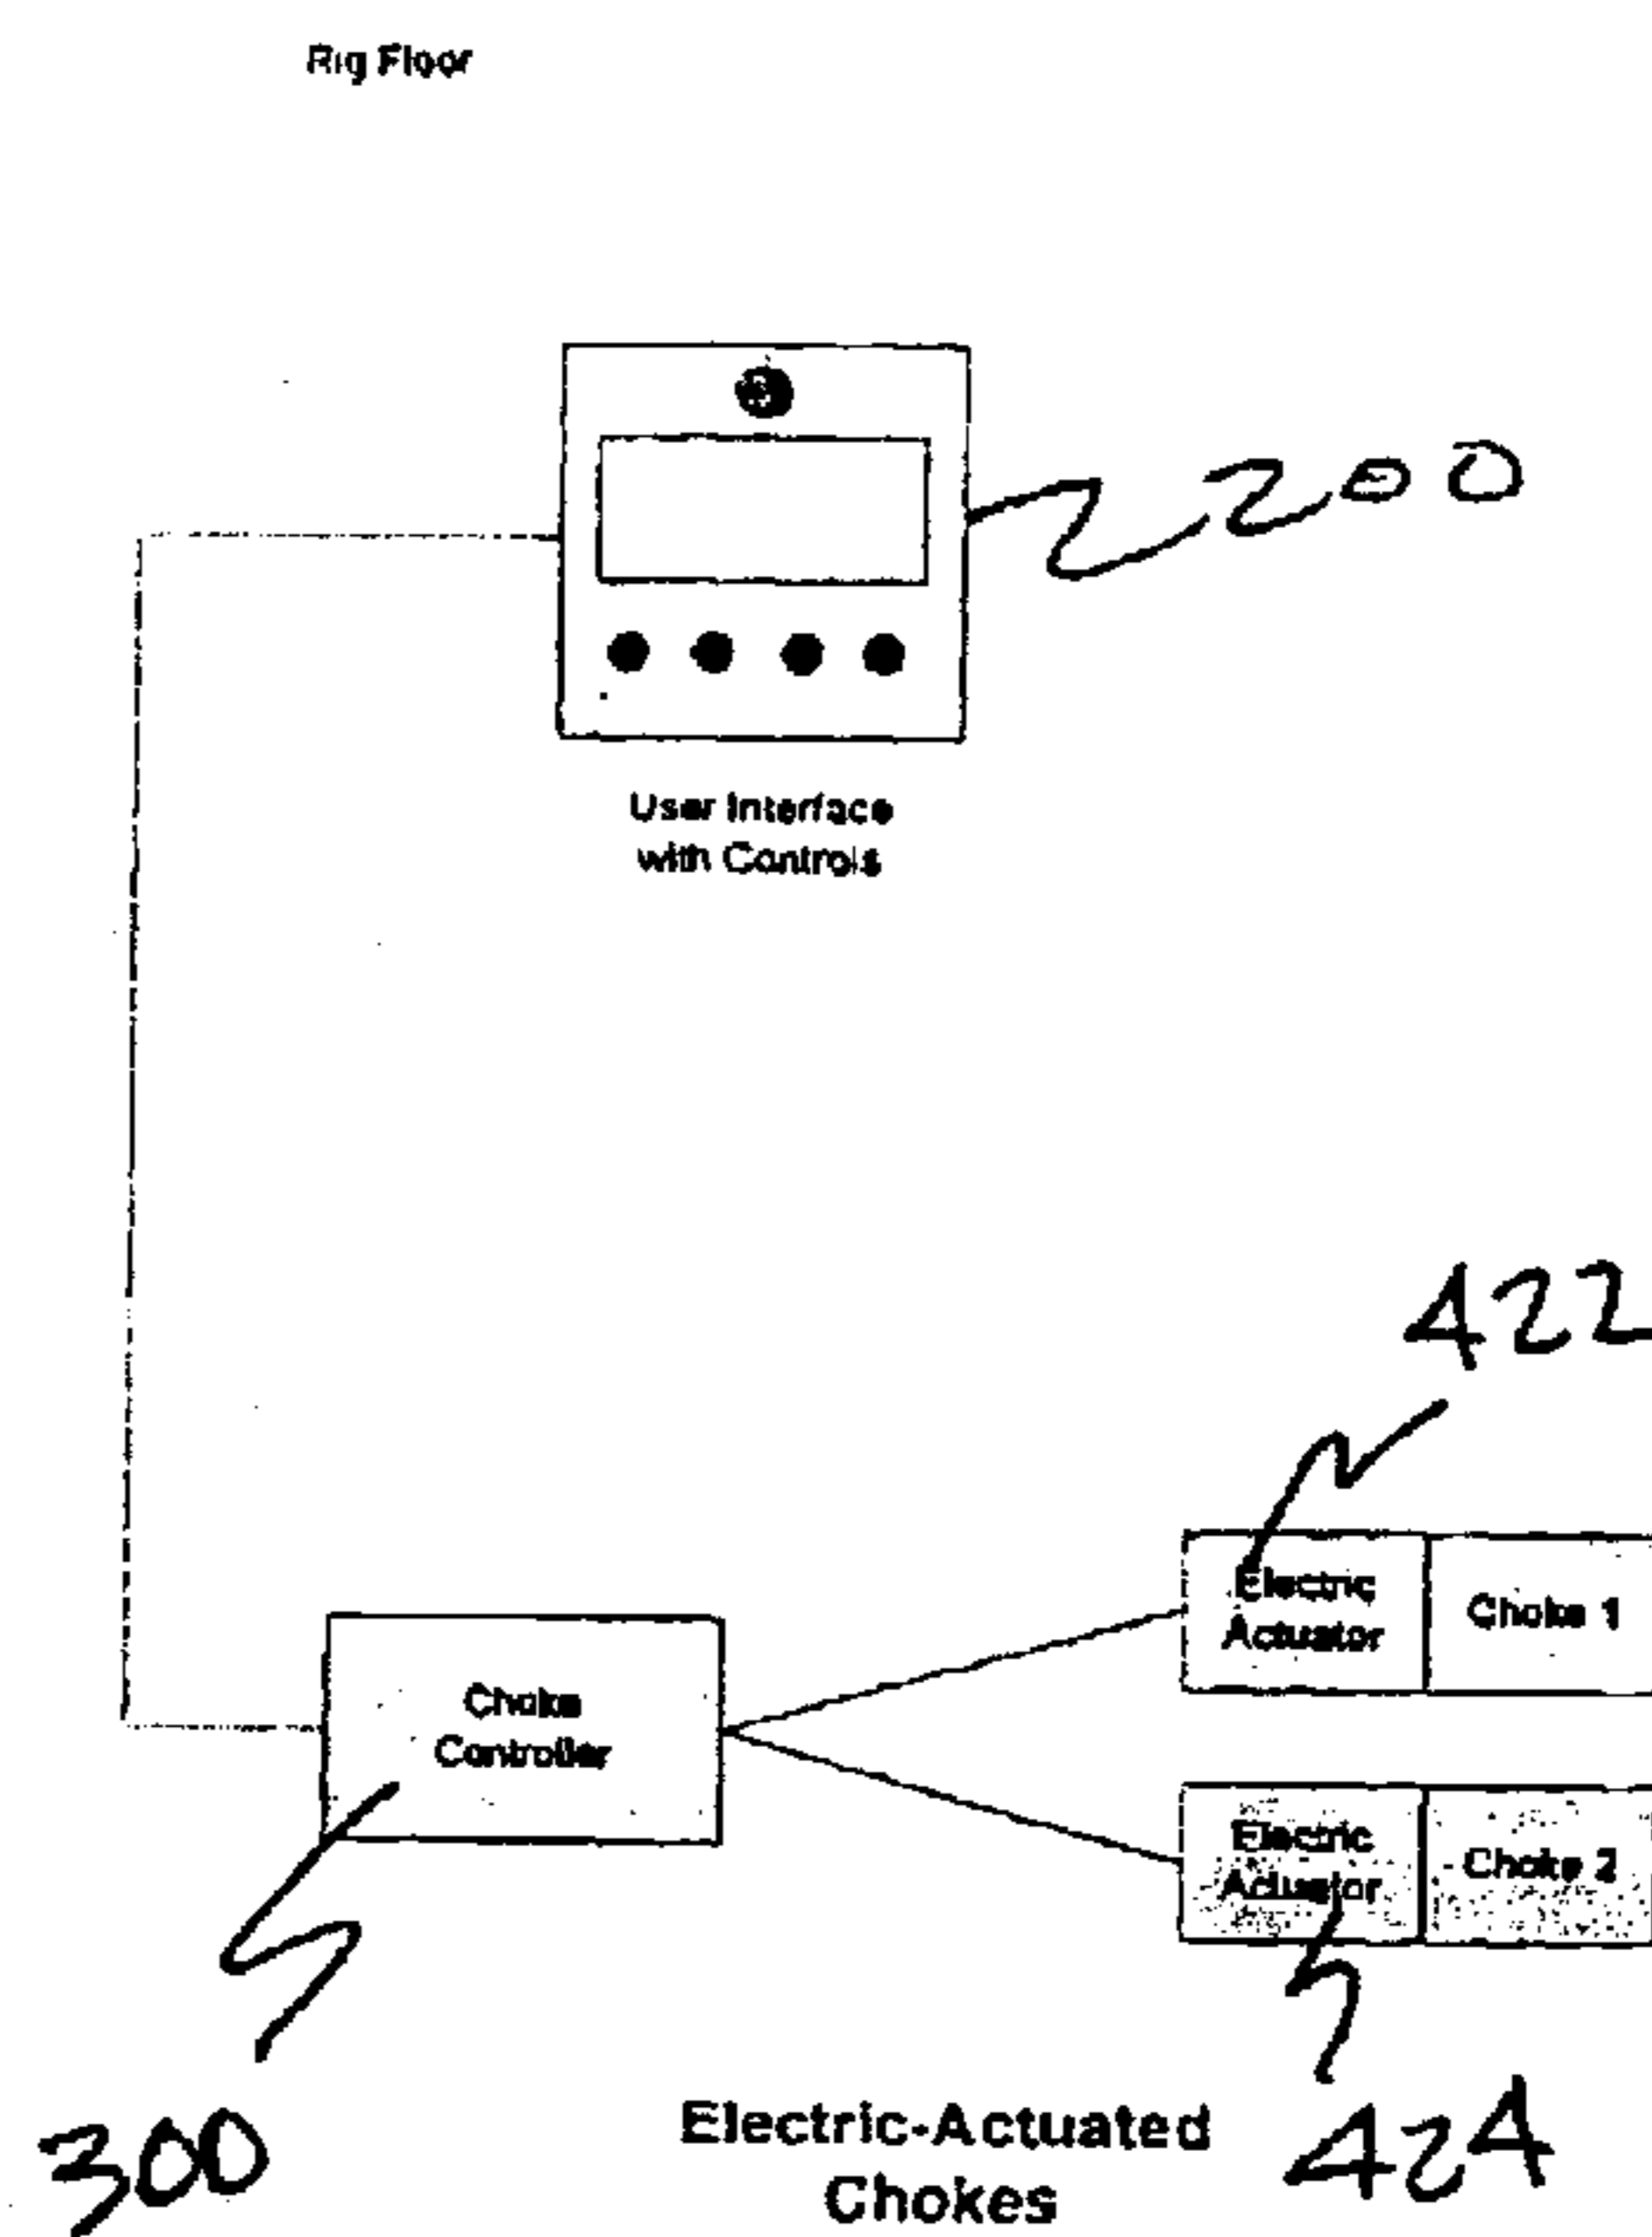 Rig Floor
200
User Interface
with Controls
422
Electric
Actuator
Choke 1
Choke
Controller
Electric
Actuator
Choke 2
300
Electric-Actuated
Chokes
424